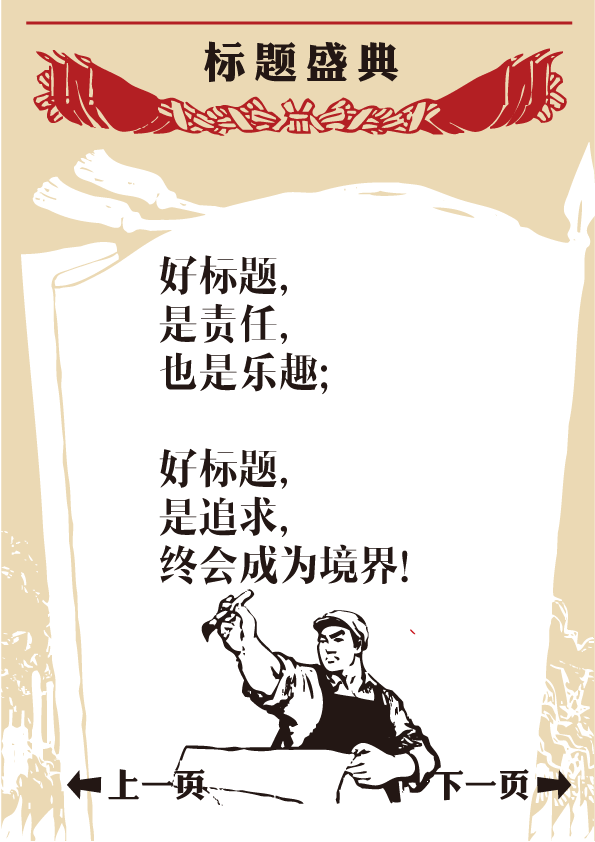 标题盛典
好标题,
是责任,
也是乐趣;
好标题,
是追求,
终会成为境界!
上一页
下一页